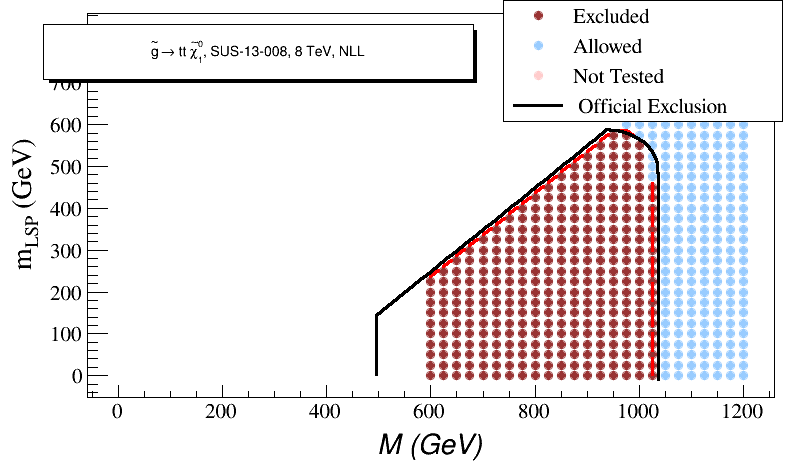 g̃ → tt χ̃⁰₁, SUS-13-008, 8 TeV, NLL
Excluded
Allowed
Not Tested
Official Exclusion
700
600
500
400
300
200
100
0
m_LSP (GeV)
0 200 400 600 800 1000 1200
M (GeV)